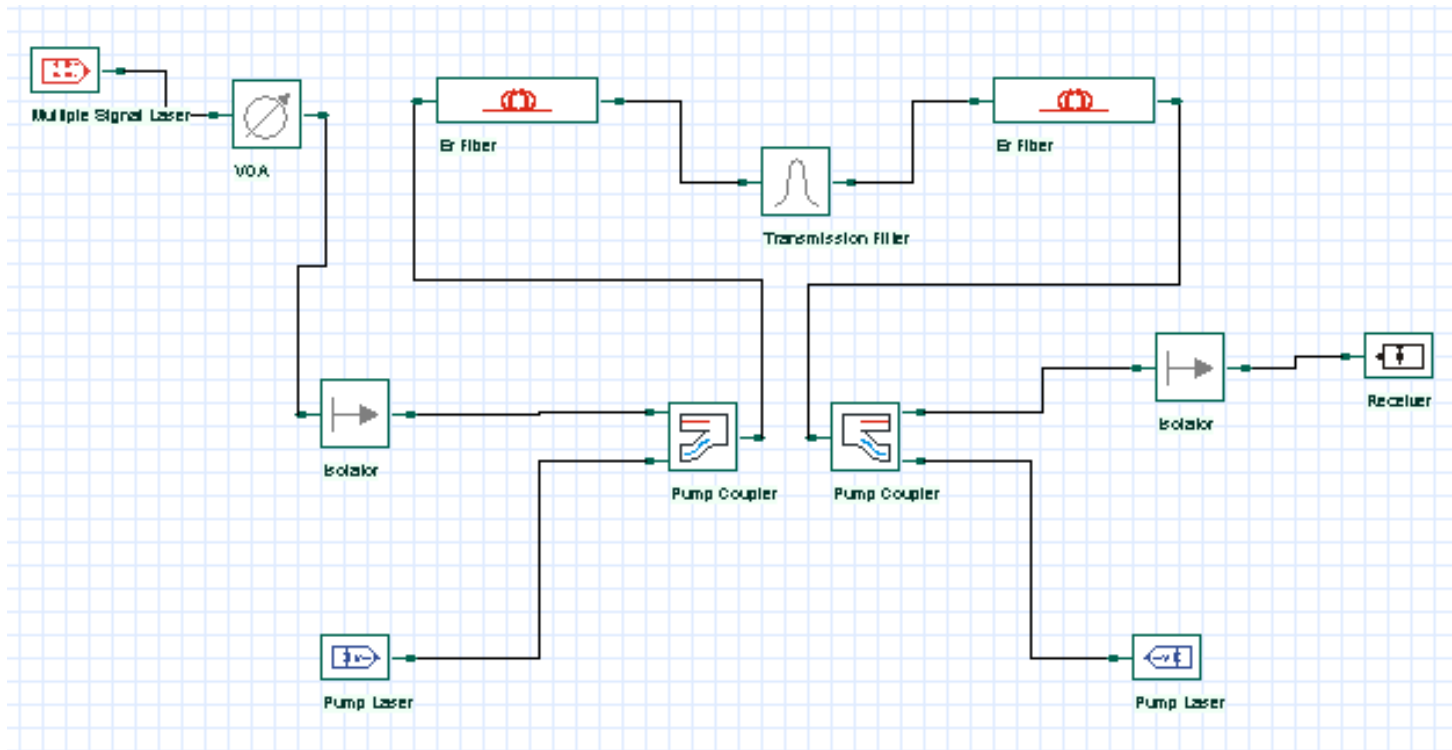 Multiple Signal Laser
VOA
Er Fiber
Er Fiber
Transmission Filter
Isolator
Pump Coupler
Pump Coupler
Isolator
Receiver
Pump Laser
Pump Laser